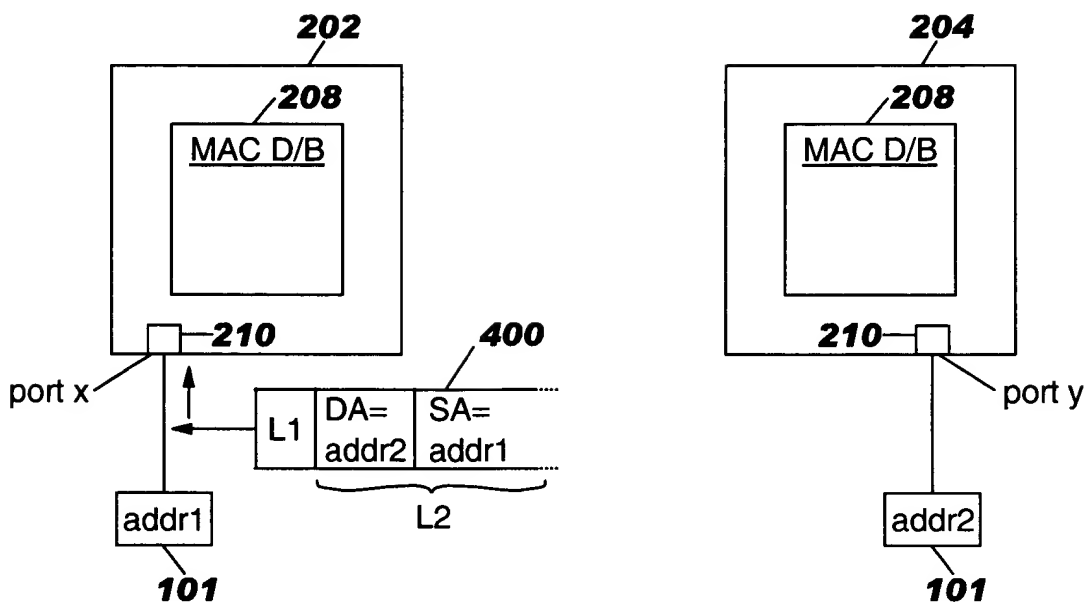 202
204
208
208
MAC D/B
MAC D/B
210
210
400
port x
port y
L1
DA=
addr2
SA=
addr1
L2
addr1
addr2
101
101